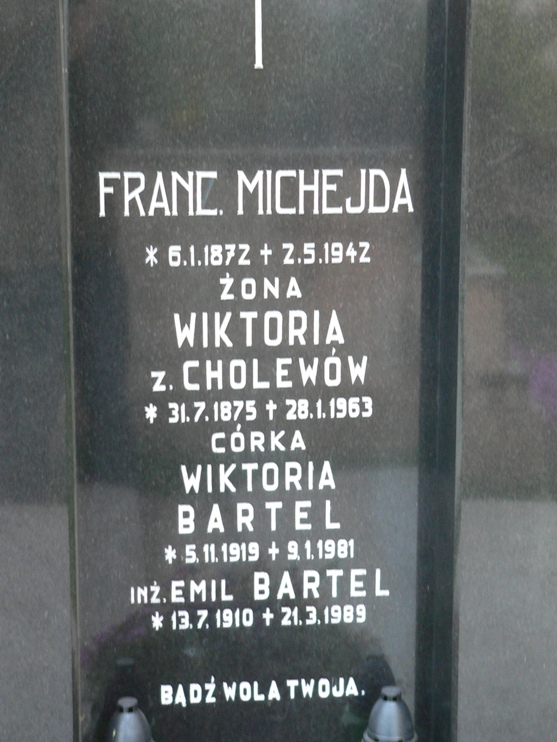 FRANC. MICHEJDA
* 6.1.1872 † 2.5.1942
ŻONA
WIKTORIA
z. CHOLEWÓW
* 31.7.1875 † 28.1.1963
CÓRKA
WIKTORIA
BARTEL
* 5.11.1919 † 9.1.1981
INŻ. EMIL BARTEL
* 13.7.1910 † 21.3.1989
BĄDŹ WOLA TWOJA.